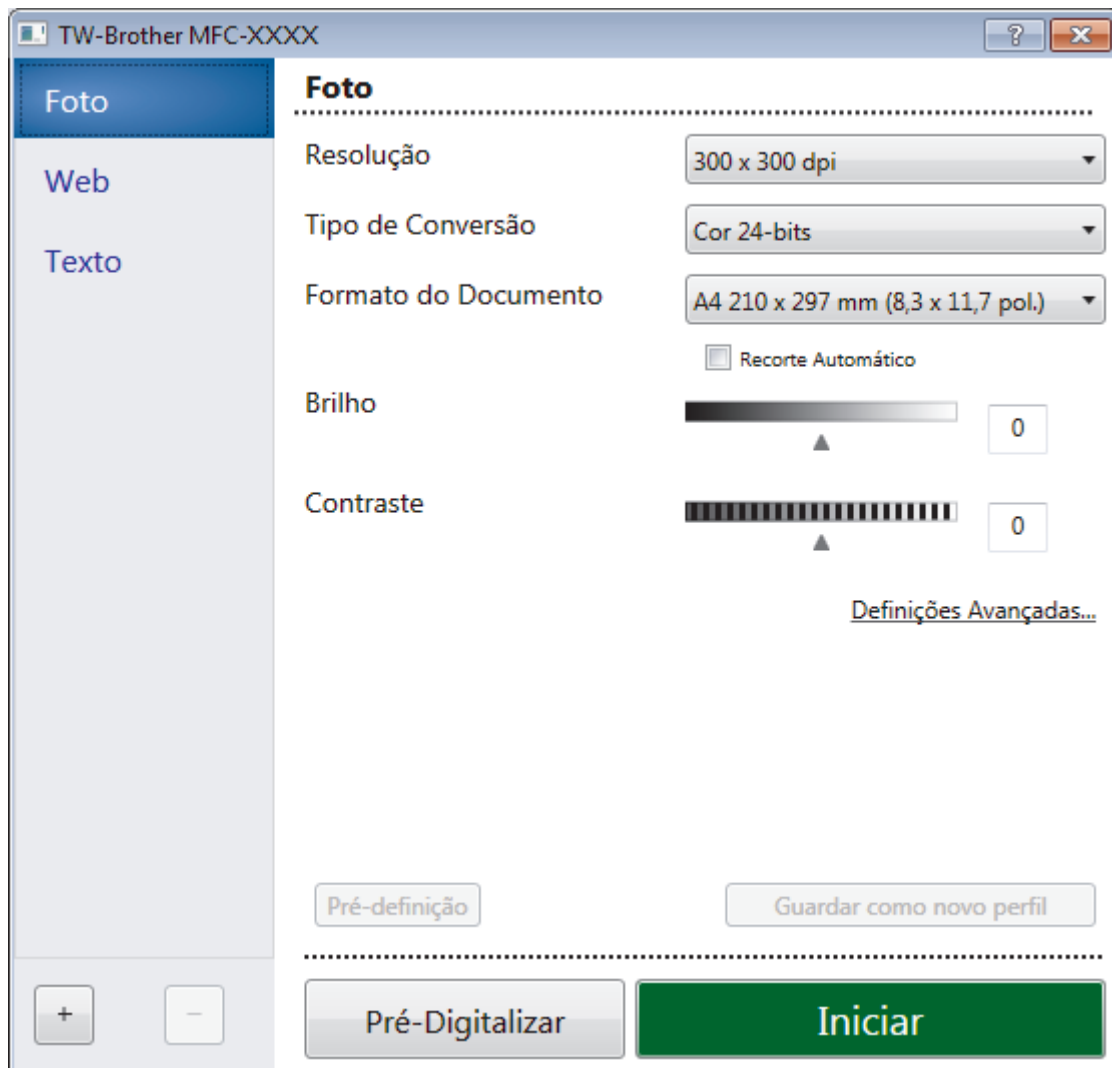 TW-Brother MFC-XXXX
?
Foto
Web
Texto
Foto
Resolução
300 x 300 dpi
Tipo de Conversão
Cor 24-bits
Formato do Documento
A4 210 x 297 mm (8,3 x 11,7 pol.)
Recorte Automático
Brilho
0
Contraste
0
Definições Avançadas...
Pré-definição
Guardar como novo perfil
+
−
Pré-Digitalizar
Iniciar